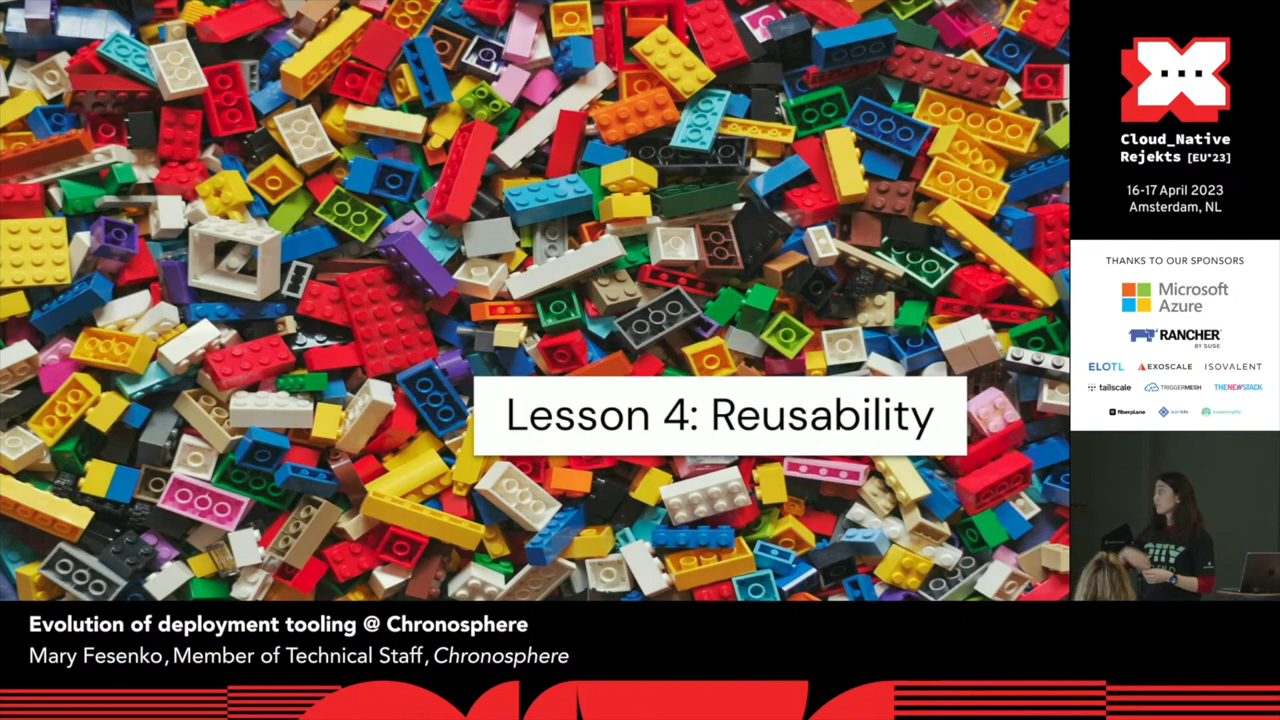 Lesson 4: Reusability
Cloud_Native
Rejekts [EU'23]
16-17 April 2023
Amsterdam, NL
THANKS TO OUR SPONSORS
Microsoft
Azure
RANCHER
BY SUSE
ELOTL
EXOSCALE
ISOVALENT
tailscale
TRIGGERMESH
THENEWSTACK
fiberplane
Evolution of deployment tooling @ Chronosphere
Mary Fesenko, Member of Technical Staff, Chronosphere